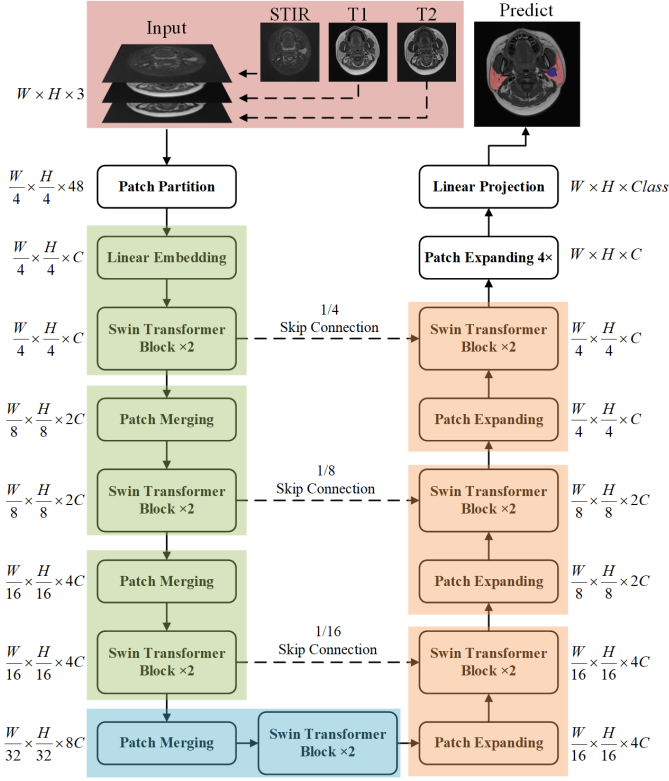 Input
STIR
T1
T2
W × H × 3
Predict
W/4 × H/4 × 48
Patch Partition
Linear Projection
W × H × Class
W/4 × H/4 × C
Linear Embedding
Patch Expanding 4×
W × H × C
W/4 × H/4 × C
Swin Transformer
Block ×2
1/4
Skip Connection
Swin Transformer
Block ×2
W/4 × H/4 × C
W/8 × H/8 × 2C
Patch Merging
Patch Expanding
W/4 × H/4 × C
W/8 × H/8 × 2C
Swin Transformer
Block ×2
1/8
Skip Connection
Swin Transformer
Block ×2
W/8 × H/8 × 2C
W/16 × H/16 × 4C
Patch Merging
Patch Expanding
W/8 × H/8 × 2C
W/16 × H/16 × 4C
Swin Transformer
Block ×2
1/16
Skip Connection
Swin Transformer
Block ×2
W/16 × H/16 × 4C
W/32 × H/32 × 8C
Patch Merging
Swin Transformer
Block ×2
Patch Expanding
W/16 × H/16 × 4C